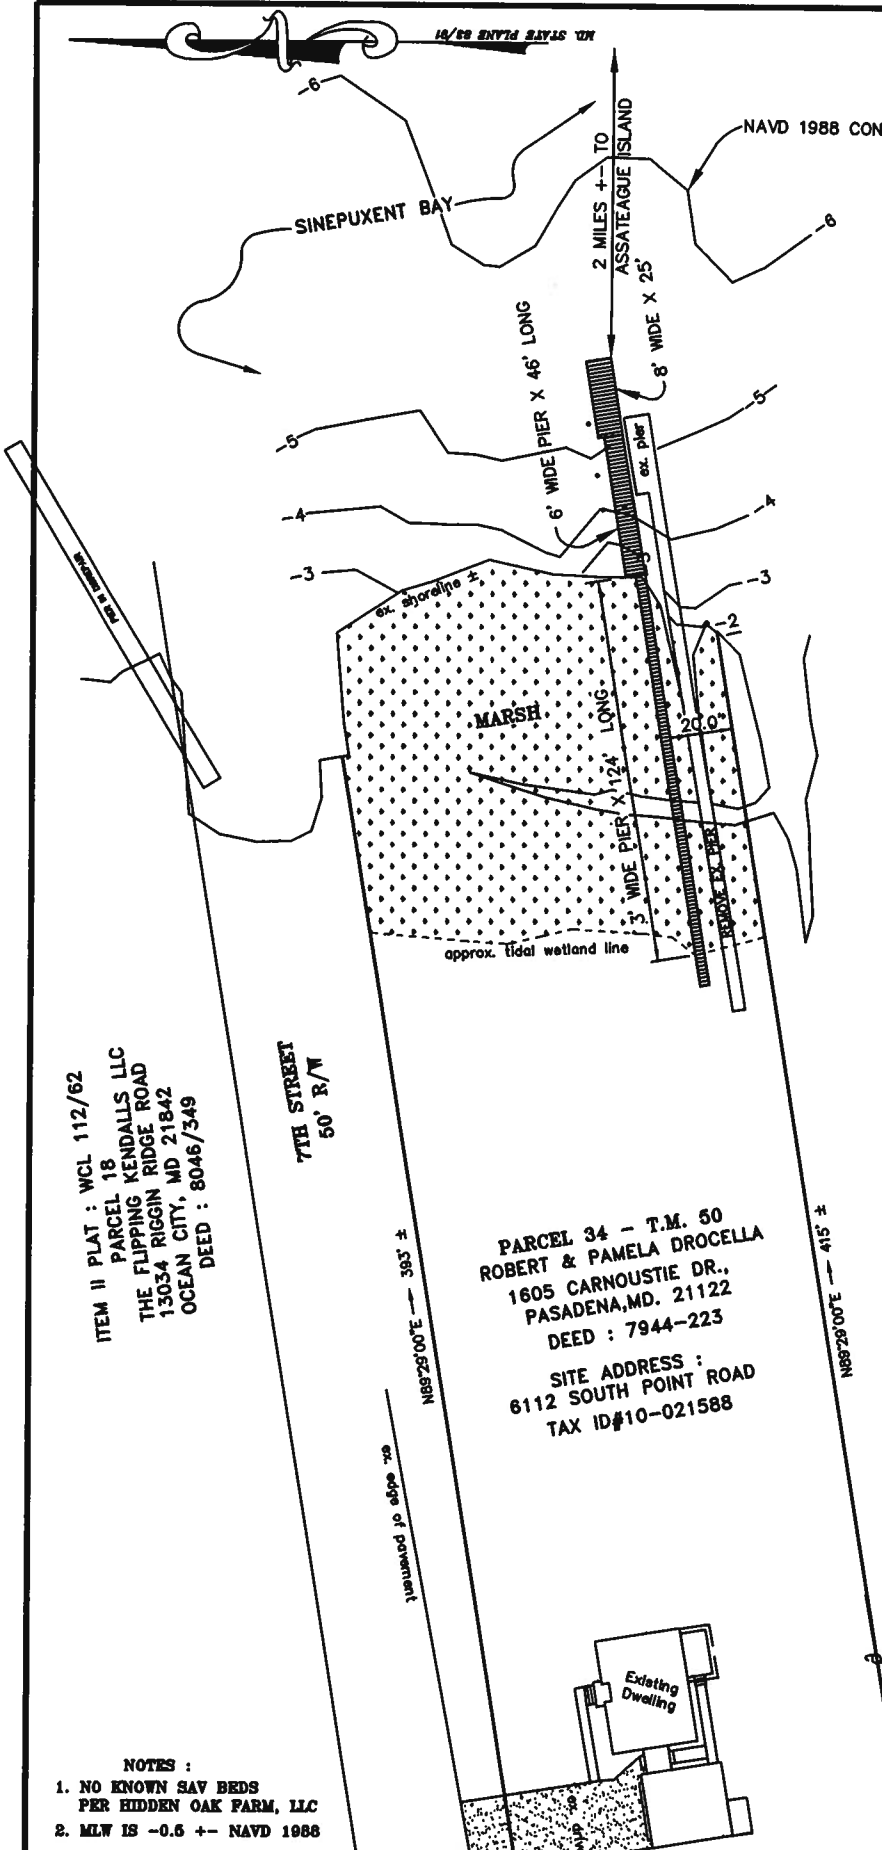 MD. STATE PLANE 83/91
-6
NAVD 1988 CON
SINEPUXENT BAY
2 MILES +- TO
ASSATEAGUE ISLAND
-6
6' WIDE PIER X 46' LONG
8' WIDE X 25'
-5
-5
ex. pier
-4
-4
-3
-3
ex. shoreline ±
-2
PIER IN DISREPAIR
MARSH
20.0'
3' WIDE PIER X 124' LONG
REMOVE EX. PIER
approx. tidal wetland line
ITEM II PLAT : WCL 112/62
PARCEL 18
THE FLIPPING KENDALLS LLC
13034 RIGGIN RIDGE ROAD
OCEAN CITY, MD 21842
DEED : 8046/349
7TH STREET
50' R/W
N89°29'00"E — 393' ±
PARCEL 34 - T.M. 50
ROBERT & PAMELA DROCELLA
1605 CARNOUSTIE DR.,
PASADENA,MD. 21122
DEED : 7944-223
SITE ADDRESS :
6112 SOUTH POINT ROAD
TAX ID#10-021588
N89°29'00"E — 415' ±
ex. edge of pavement
Existing
Dwelling
NOTES :
1. NO KNOWN SAV BEDS
PER HIDDEN OAK FARM, LLC
2. MLW IS -0.5 +- NAVD 1988